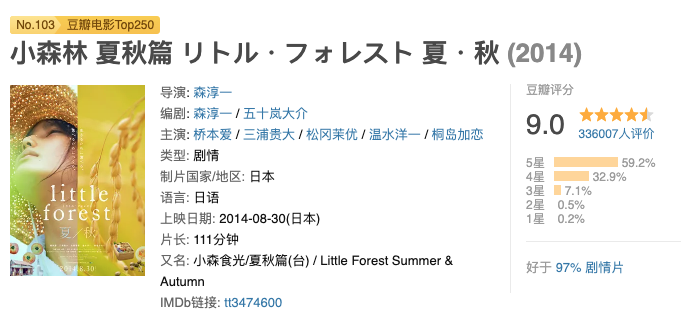 No.103 豆瓣电影Top250
小森林 夏秋篇 リトル・フォレスト 夏・秋 (2014)
little
forest
夏/秋
2014.8.30
导演: 森淳一
编剧: 森淳一 / 五十岚大介
主演: 桥本爱 / 三浦贵大 / 松冈茉优 / 温水洋一 / 桐岛加恋
类型: 剧情
制片国家/地区: 日本
语言: 日语
上映日期: 2014-08-30(日本)
片长: 111分钟
又名: 小森食光/夏秋篇(台) / Little Forest Summer &
Autumn
IMDb链接: tt3474600
豆瓣评分
9.0
336007人评价
5星 59.2%
4星 32.9%
3星 7.1%
2星 0.5%
1星 0.2%
好于 97% 剧情片